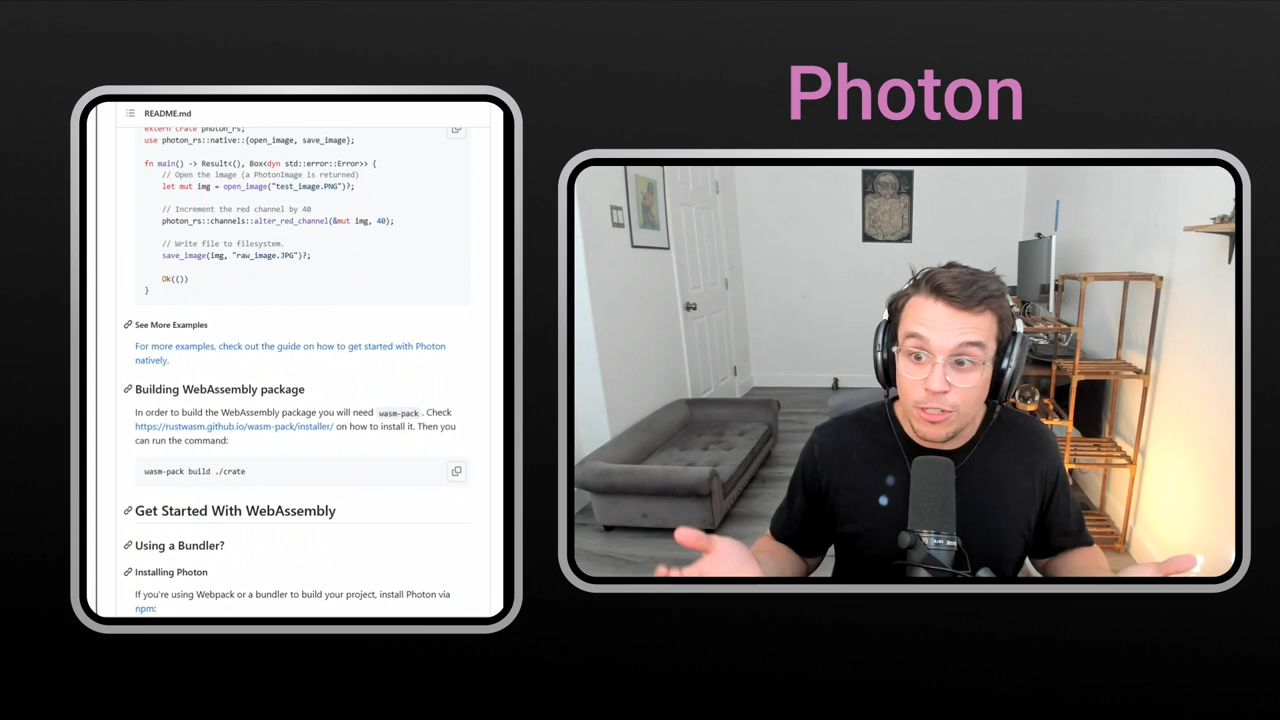 Photon
README.md
extern crate photon_rs;
use photon_rs::native::{open_image, save_image};
fn main() -> Result<(), Box<dyn std::error::Error>> {
// Open the image (a PhotonImage is returned)
let mut img = open_image("test_image.PNG")?;
// Increment the red channel by 40
photon_rs::channels::alter_red_channel(&mut img, 40);
// Write file to filesystem.
save_image(img, "raw_image.JPG")?;
Ok(())
}
See More Examples
For more examples, check out the guide on how to get started with Photon
natively.
Building WebAssembly package
In order to build the WebAssembly package you will need wasm-pack. Check
https://rustwasm.github.io/wasm-pack/installer/ on how to install it. Then you
can run the command:
wasm-pack build ./crate
Get Started With WebAssembly
Using a Bundler?
Installing Photon
If you're using Webpack or a bundler to build your project, install Photon via
npm: